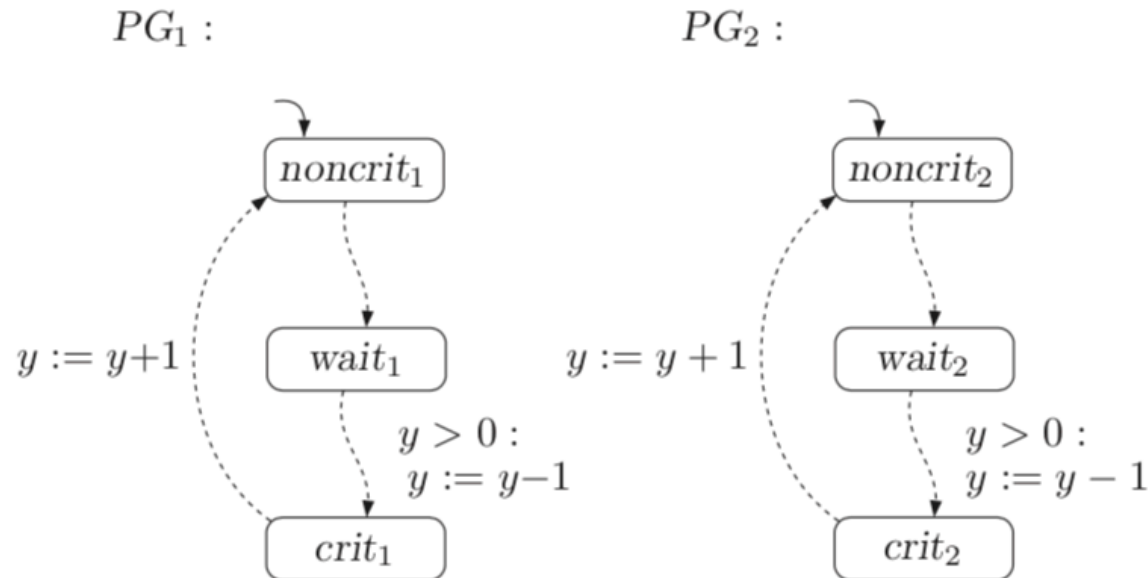 PG₁ :
PG₂ :
noncrit₁
noncrit₂
y := y+1
wait₁
y := y + 1
wait₂
y > 0 :
y := y−1
y > 0 :
y := y − 1
crit₁
crit₂